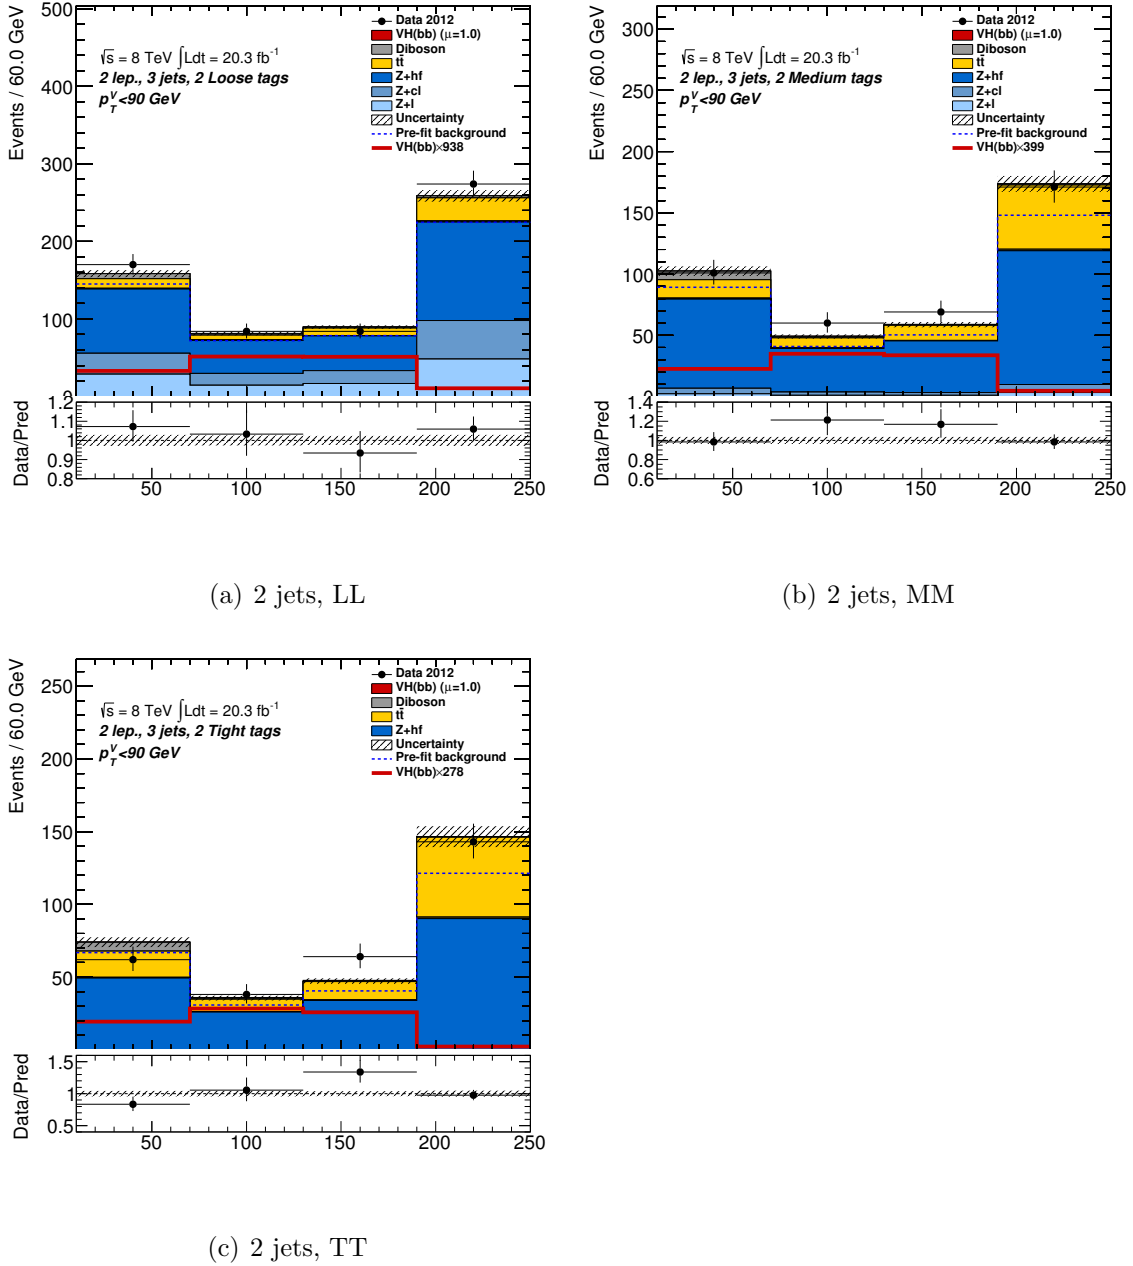 Events / 60.0 GeV
500
400
300
200
100
√s = 8 TeV ∫Ldt = 20.3 fb⁻¹
2 lep., 3 jets, 2 Loose tags
p_T^V<90 GeV
Data 2012
VH(bb) (μ=1.0)
Diboson
tt̄
Z+hf
Z+cl
Z+l
Uncertainty
Pre-fit background
VH(bb)×938
Data/Pred
1.2
1.1
1
0.9
0.8
50 100 150 200 250
(a) 2 jets, LL
Events / 60.0 GeV
300
250
200
150
100
50
√s = 8 TeV ∫Ldt = 20.3 fb⁻¹
2 lep., 3 jets, 2 Medium tags
p_T^V<90 GeV
Data 2012
VH(bb) (μ=1.0)
Diboson
tt̄
Z+hf
Z+cl
Z+l
Uncertainty
Pre-fit background
VH(bb)×399
Data/Pred
1.4
1.2
1
0.8
0.6
50 100 150 200 250
(b) 2 jets, MM
Events / 60.0 GeV
250
200
150
100
50
√s = 8 TeV ∫Ldt = 20.3 fb⁻¹
2 lep., 3 jets, 2 Tight tags
p_T^V<90 GeV
Data 2012
VH(bb) (μ=1.0)
Diboson
tt̄
Z+hf
Uncertainty
Pre-fit background
VH(bb)×278
Data/Pred
1.5
1
0.5
50 100 150 200 250
(c) 2 jets, TT